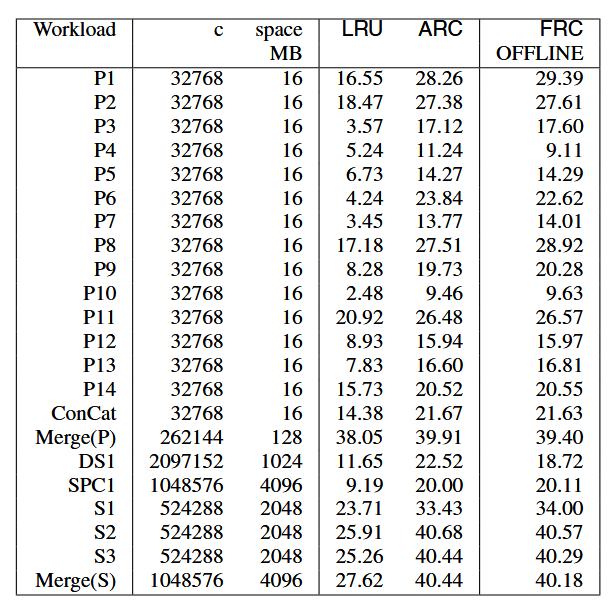 Workload c space LRU ARC FRC
MB OFFLINE
P1 32768 16 16.55 28.26 29.39
P2 32768 16 18.47 27.38 27.61
P3 32768 16 3.57 17.12 17.60
P4 32768 16 5.24 11.24 9.11
P5 32768 16 6.73 14.27 14.29
P6 32768 16 4.24 23.84 22.62
P7 32768 16 3.45 13.77 14.01
P8 32768 16 17.18 27.51 28.92
P9 32768 16 8.28 19.73 20.28
P10 32768 16 2.48 9.46 9.63
P11 32768 16 20.92 26.48 26.57
P12 32768 16 8.93 15.94 15.97
P13 32768 16 7.83 16.60 16.81
P14 32768 16 15.73 20.52 20.55
ConCat 32768 16 14.38 21.67 21.63
Merge(P) 262144 128 38.05 39.91 39.40
DS1 2097152 1024 11.65 22.52 18.72
SPC1 1048576 4096 9.19 20.00 20.11
S1 524288 2048 23.71 33.43 34.00
S2 524288 2048 25.91 40.68 40.57
S3 524288 2048 25.26 40.44 40.29
Merge(S) 1048576 4096 27.62 40.44 40.18